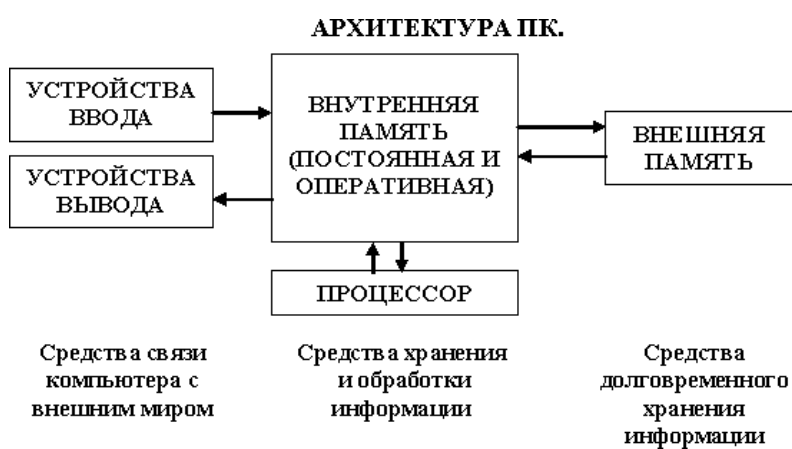 АРХИТЕКТУРА ПК.
УСТРОЙСТВА
ВВОДА
УСТРОЙСТВА
ВЫВОДА
ВНУТРЕННЯЯ
ПАМЯТЬ
(ПОСТОЯННАЯ И
ОПЕРАТИВНАЯ)
ВНЕШНЯЯ
ПАМЯТЬ
ПРОЦЕССОР
Средства связи
компьютера с
внешним миром
Средства хранения
и обработки
информации
Средства
долговременного
хранения
информации